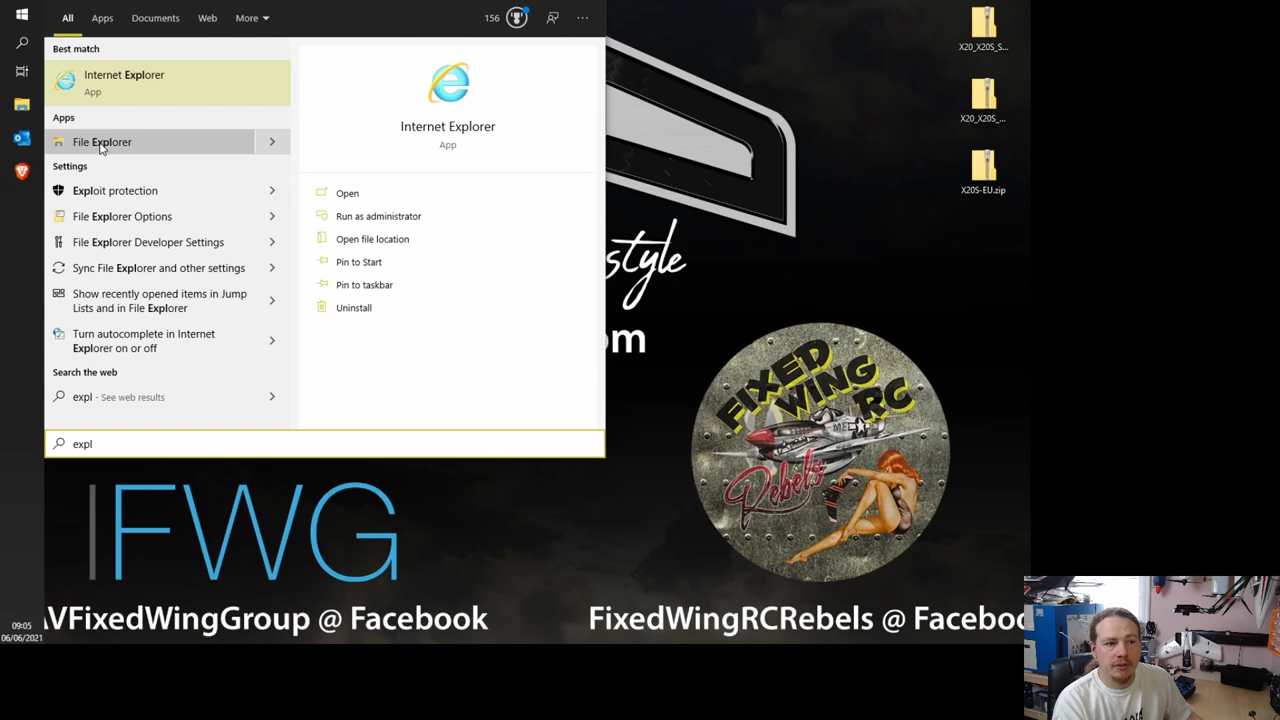 All Apps Documents Web More 156 ...
Best match
Internet Explorer
App
Apps
File Explorer
Settings
Exploit protection
File Explorer Options
File Explorer Developer Settings
Sync File Explorer and other settings
Show recently opened items in Jump
Lists and in File Explorer
Turn autocomplete in Internet
Explorer on or off
Search the web
expl - See web results
expl
Internet Explorer
App
Open
Run as administrator
Open file location
Pin to Start
Pin to taskbar
Uninstall
X20_X20S_S...
X20_X20S_...
X20S-EU.zip
style
om
FIXED
WING
RC
Rebels
FWG
VFixedWingGroup @ Facebook
FixedWingRCRebels @ Facebo
09:05
06/06/2021